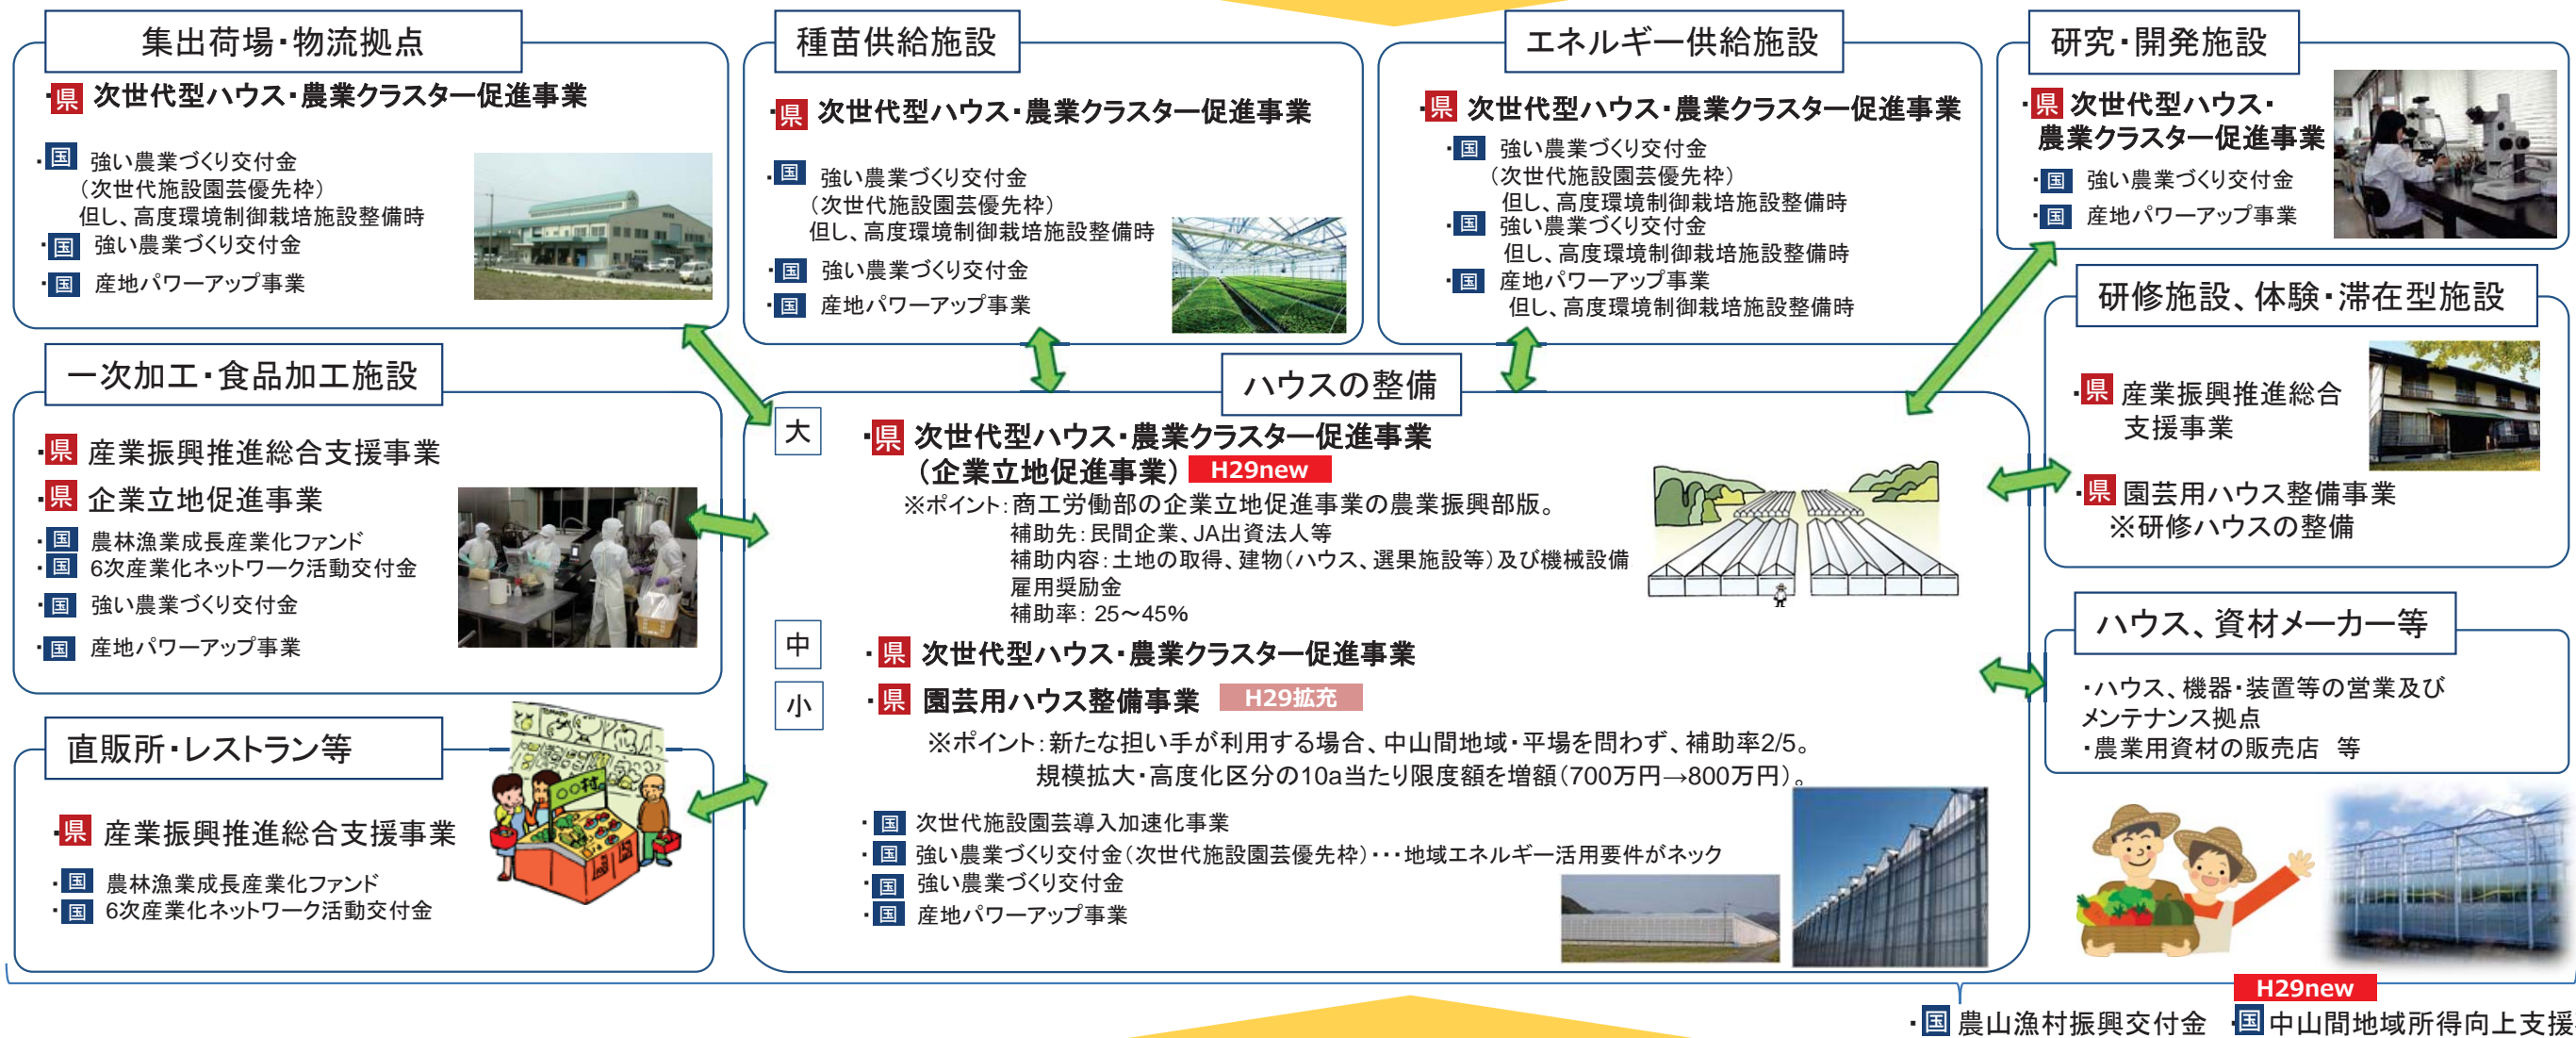 集出荷場・物流拠点
・県 次世代型ハウス・農業クラスター促進事業
・国 強い農業づくり交付金
（次世代施設園芸優先枠）
但し、高度環境制御栽培施設整備時
・国 強い農業づくり交付金
・国 産地パワーアップ事業
種苗供給施設
・県 次世代型ハウス・農業クラスター促進事業
・国 強い農業づくり交付金
（次世代施設園芸優先枠）
但し、高度環境制御栽培施設整備時
・国 強い農業づくり交付金
・国 産地パワーアップ事業
エネルギー供給施設
・県 次世代型ハウス・農業クラスター促進事業
・国 強い農業づくり交付金
（次世代施設園芸優先枠）
但し、高度環境制御栽培施設整備時
・国 強い農業づくり交付金
但し、高度環境制御栽培施設整備時
・国 産地パワーアップ事業
但し、高度環境制御栽培施設整備時
研究・開発施設
・県 次世代型ハウス・
農業クラスター促進事業
・国 強い農業づくり交付金
・国 産地パワーアップ事業
一次加工・食品加工施設
・県 産業振興推進総合支援事業
・県 企業立地促進事業
・国 農林漁業成長産業化ファンド
・国 6次産業化ネットワーク活動交付金
・国 強い農業づくり交付金
・国 産地パワーアップ事業
直販所・レストラン等
・県 産業振興推進総合支援事業
・国 農林漁業成長産業化ファンド
・国 6次産業化ネットワーク活動交付金
TOMATO
〇〇村
ハウスの整備
大
・県 次世代型ハウス・農業クラスター促進事業
（企業立地促進事業） H29new
※ポイント：商工労働部の企業立地促進事業の農業振興部版。
補助先：民間企業、JA出資法人等
補助内容：土地の取得、建物（ハウス、選果施設等）及び機械設備
雇用奨励金
補助率： 25～45%
中
・県 次世代型ハウス・農業クラスター促進事業
小
・県 園芸用ハウス整備事業 H29拡充
※ポイント：新たな担い手が利用する場合、中山間地域・平場を問わず、補助率2/5。
規模拡大・高度化区分の10a当たり限度額を増額（700万円→800万円）。
・国 次世代施設園芸導入加速化事業
・国 強い農業づくり交付金（次世代施設園芸優先枠）・・・地域エネルギー活用要件がネック
・国 強い農業づくり交付金
・国 産地パワーアップ事業
研修施設、体験・滞在型施設
・県 産業振興推進総合
支援事業
・県 園芸用ハウス整備事業
※研修ハウスの整備
ハウス、資材メーカー等
・ハウス、機器・装置等の営業及び
メンテナンス拠点
・農業用資材の販売店 等
H29new
・国 農山漁村振興交付金 ・国 中山間地域所得向上支援